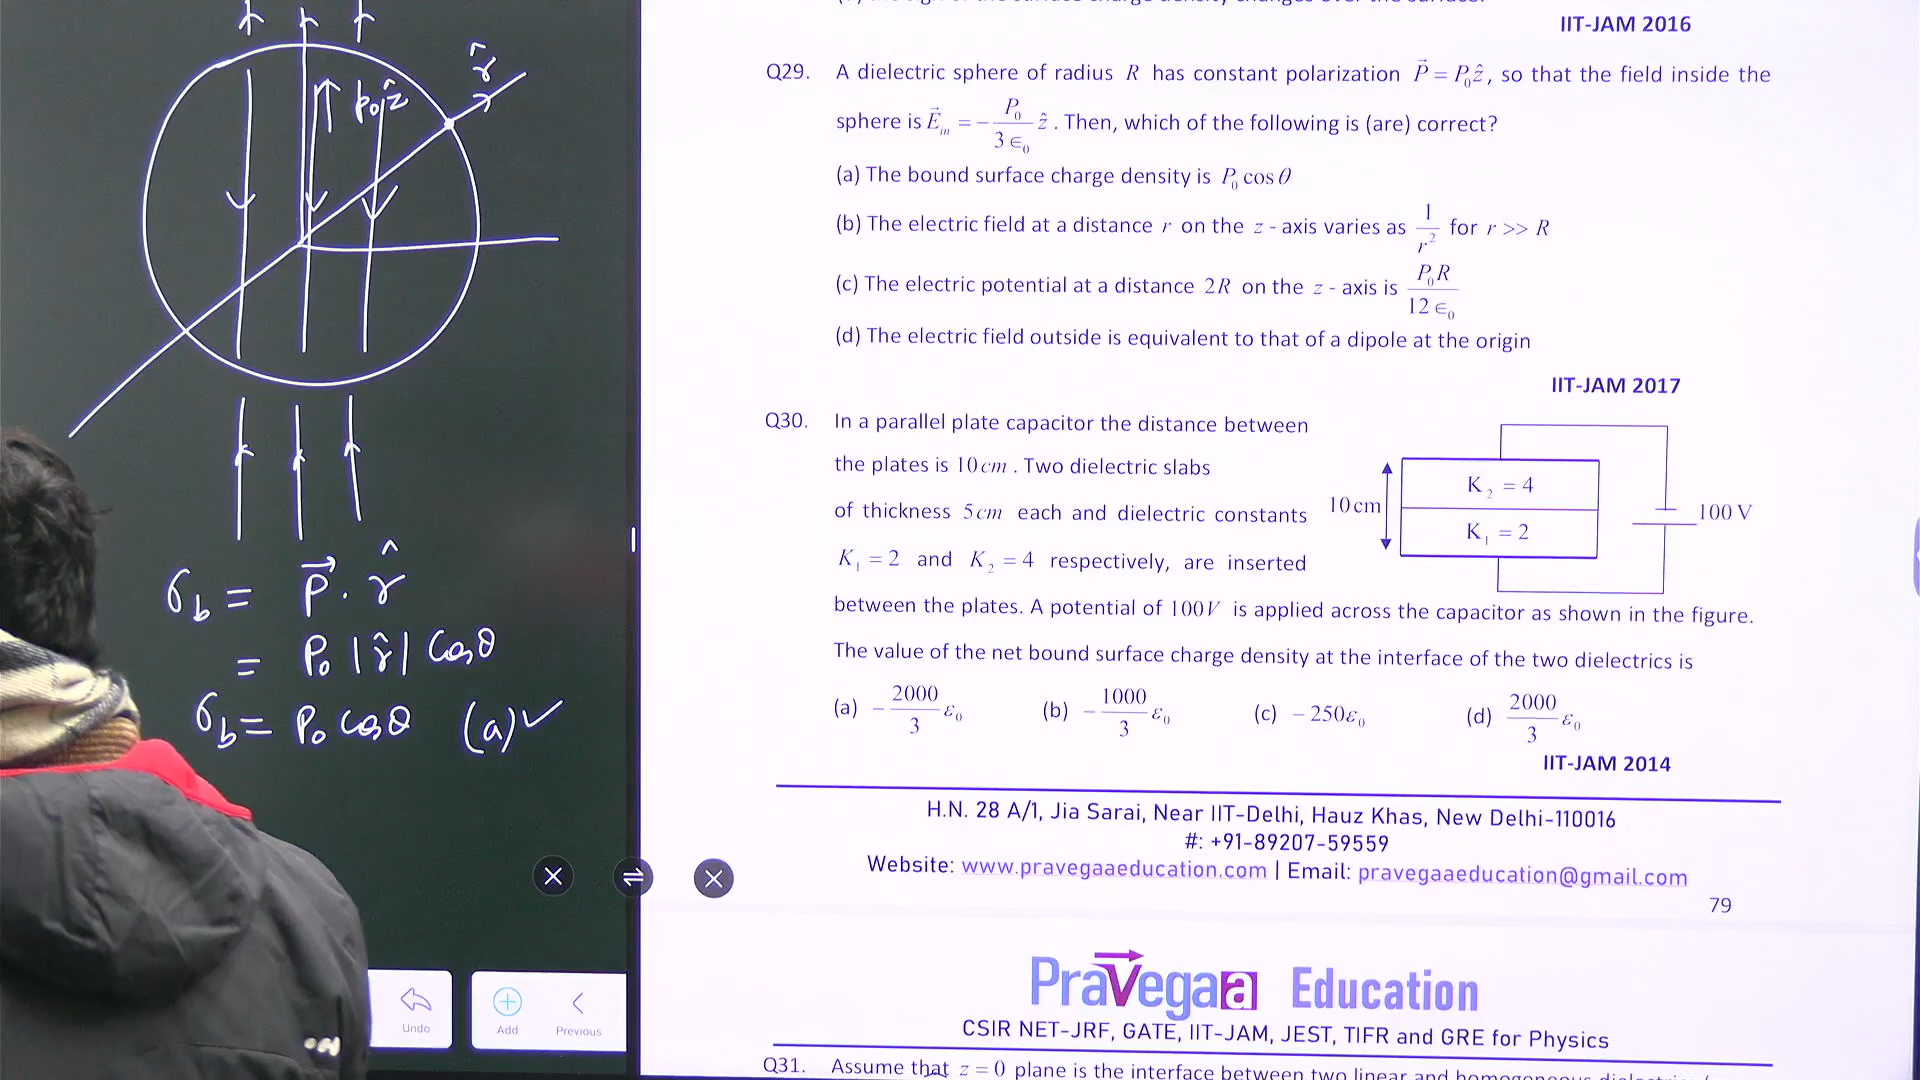 p₀ẑ
r̂
σ_b = P⃗ . r̂
= P₀ |r̂| Cosθ
σ_b = P₀ cosθ (a)✓
Undo
Add
Previous
IIT-JAM 2016
Q29. A dielectric sphere of radius R has constant polarization P⃗ = P₀ẑ, so that the field inside the
sphere is E⃗_in = − P₀ / 3∈₀ ẑ . Then, which of the following is (are) correct?
(a) The bound surface charge density is P₀ cosθ
(b) The electric field at a distance r on the z - axis varies as 1/r² for r >> R
(c) The electric potential at a distance 2R on the z - axis is P₀R / 12∈₀
(d) The electric field outside is equivalent to that of a dipole at the origin
IIT-JAM 2017
Q30. In a parallel plate capacitor the distance between
the plates is 10cm . Two dielectric slabs
of thickness 5cm each and dielectric constants
K₁ = 2 and K₂ = 4 respectively, are inserted
between the plates. A potential of 100V is applied across the capacitor as shown in the figure.
10cm
K₂ = 4
K₁ = 2
100 V
The value of the net bound surface charge density at the interface of the two dielectrics is
(a) − 2000/3 ε₀ (b) − 1000/3 ε₀ (c) − 250ε₀ (d) 2000/3 ε₀
IIT-JAM 2014
H.N. 28 A/1, Jia Sarai, Near IIT-Delhi, Hauz Khas, New Delhi-110016
#: +91-89207-59559
Website: www.pravegaaeducation.com | Email: pravegaaeducation@gmail.com
79
Pravegaa Education
CSIR NET-JRF, GATE, IIT-JAM, JEST, TIFR and GRE for Physics
Q31. Assume that z = 0 plane is the interface between two linear and homogeneous